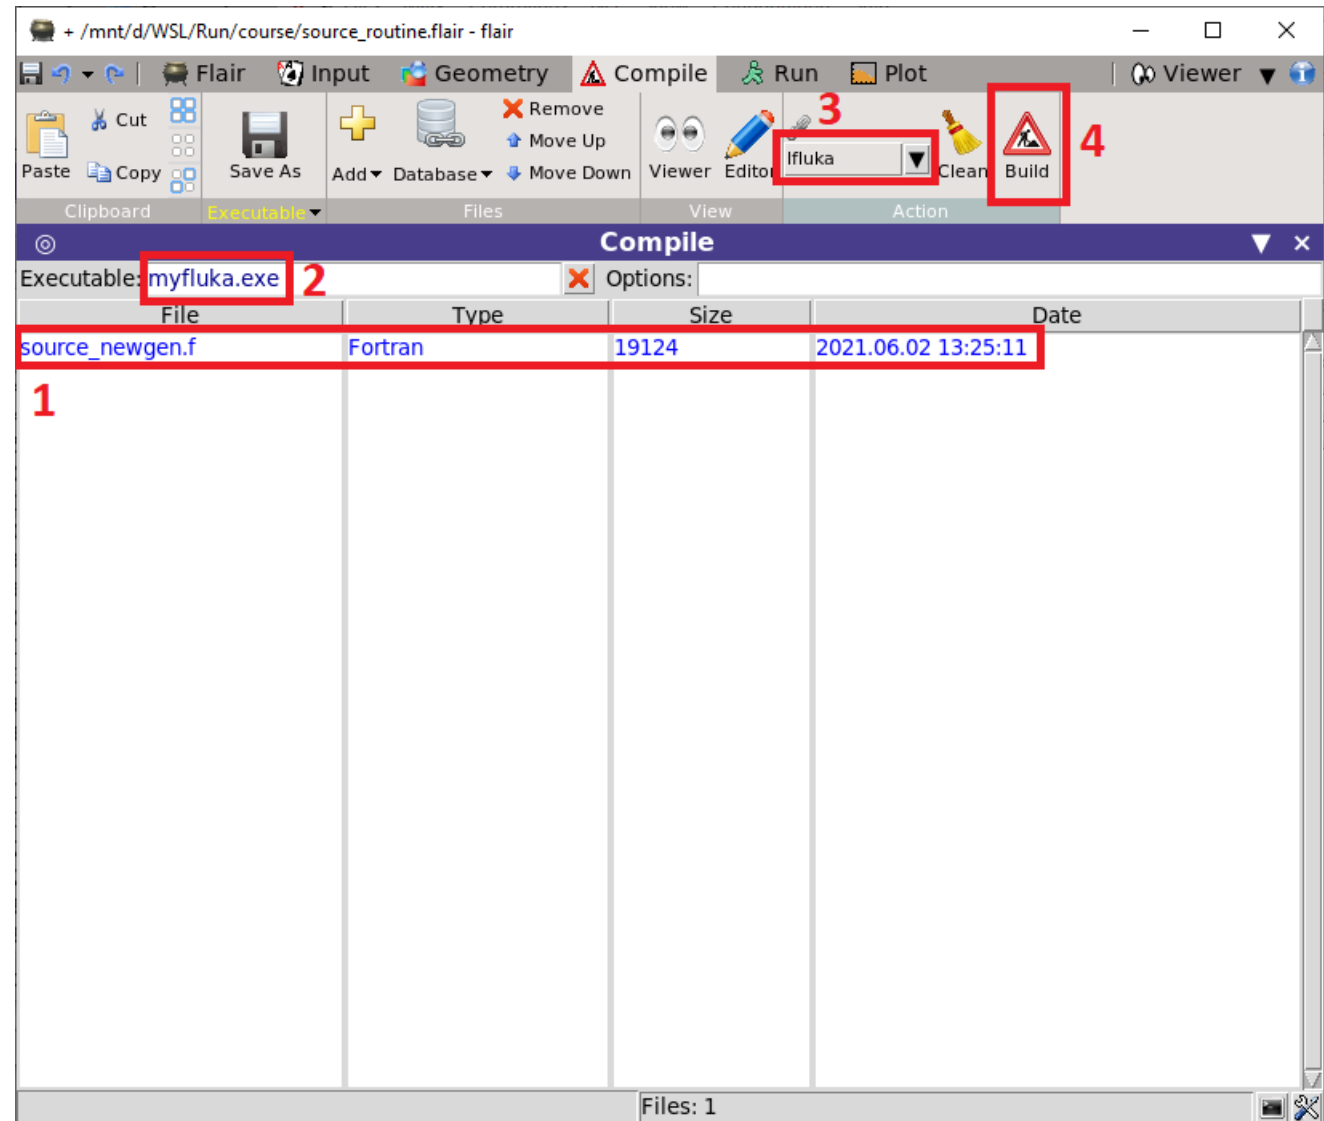 + /mnt/d/WSL/Run/course/source_routine.flair - flair
Flair Input Geometry Compile Run Plot Viewer
Paste Cut Copy Save As Add Database Remove Move Up Move Down Viewer Editor 3 lfluka Clean Build 4
Clipboard Executable Files View Action
Compile
Executable: myfluka.exe 2 Options:
File Type Size Date
source_newgen.f Fortran 19124 2021.06.02 13:25:11
1
Files: 1